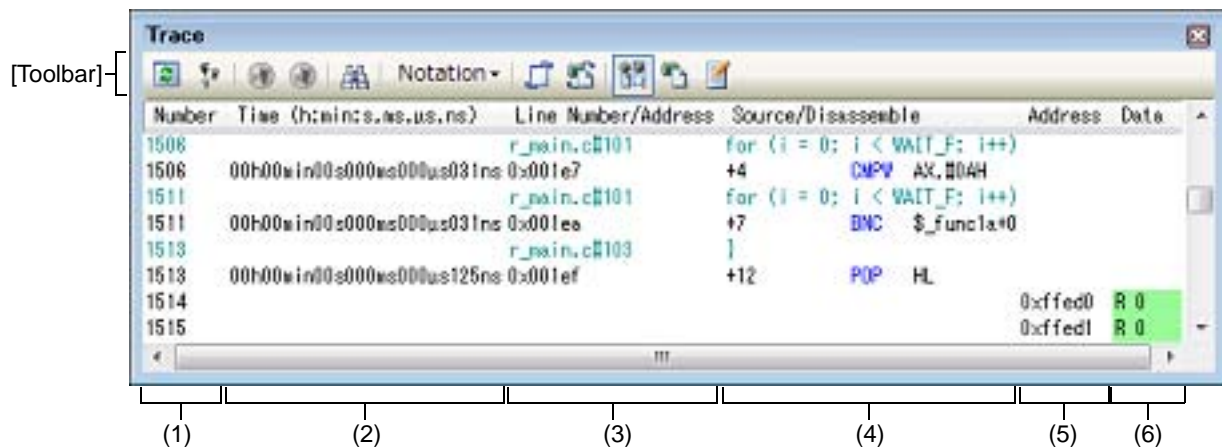 Trace
[Toolbar]
Notation
Number Time (h:min:s,ms,µs,ns) Line Number/Address Source/Disassemble Address Data
1506 r_main.c#101 for (i = 0; i < WAIT_F; i++)
1506 00h00min00s000ms000µs031ns 0x001e7 +4 CMPW AX,#0AH
1511 r_main.c#101 for (i = 0; i < WAIT_F; i++)
1511 00h00min00s000ms000µs031ns 0x001ea +7 BNC $_func1a+0
1513 r_main.c#103 }
1513 00h00min00s000ms000µs125ns 0x001ef +12 POP HL
1514 0xffed0 R 0
1515 0xffed1 R 0
(1) (2) (3) (4) (5) (6)